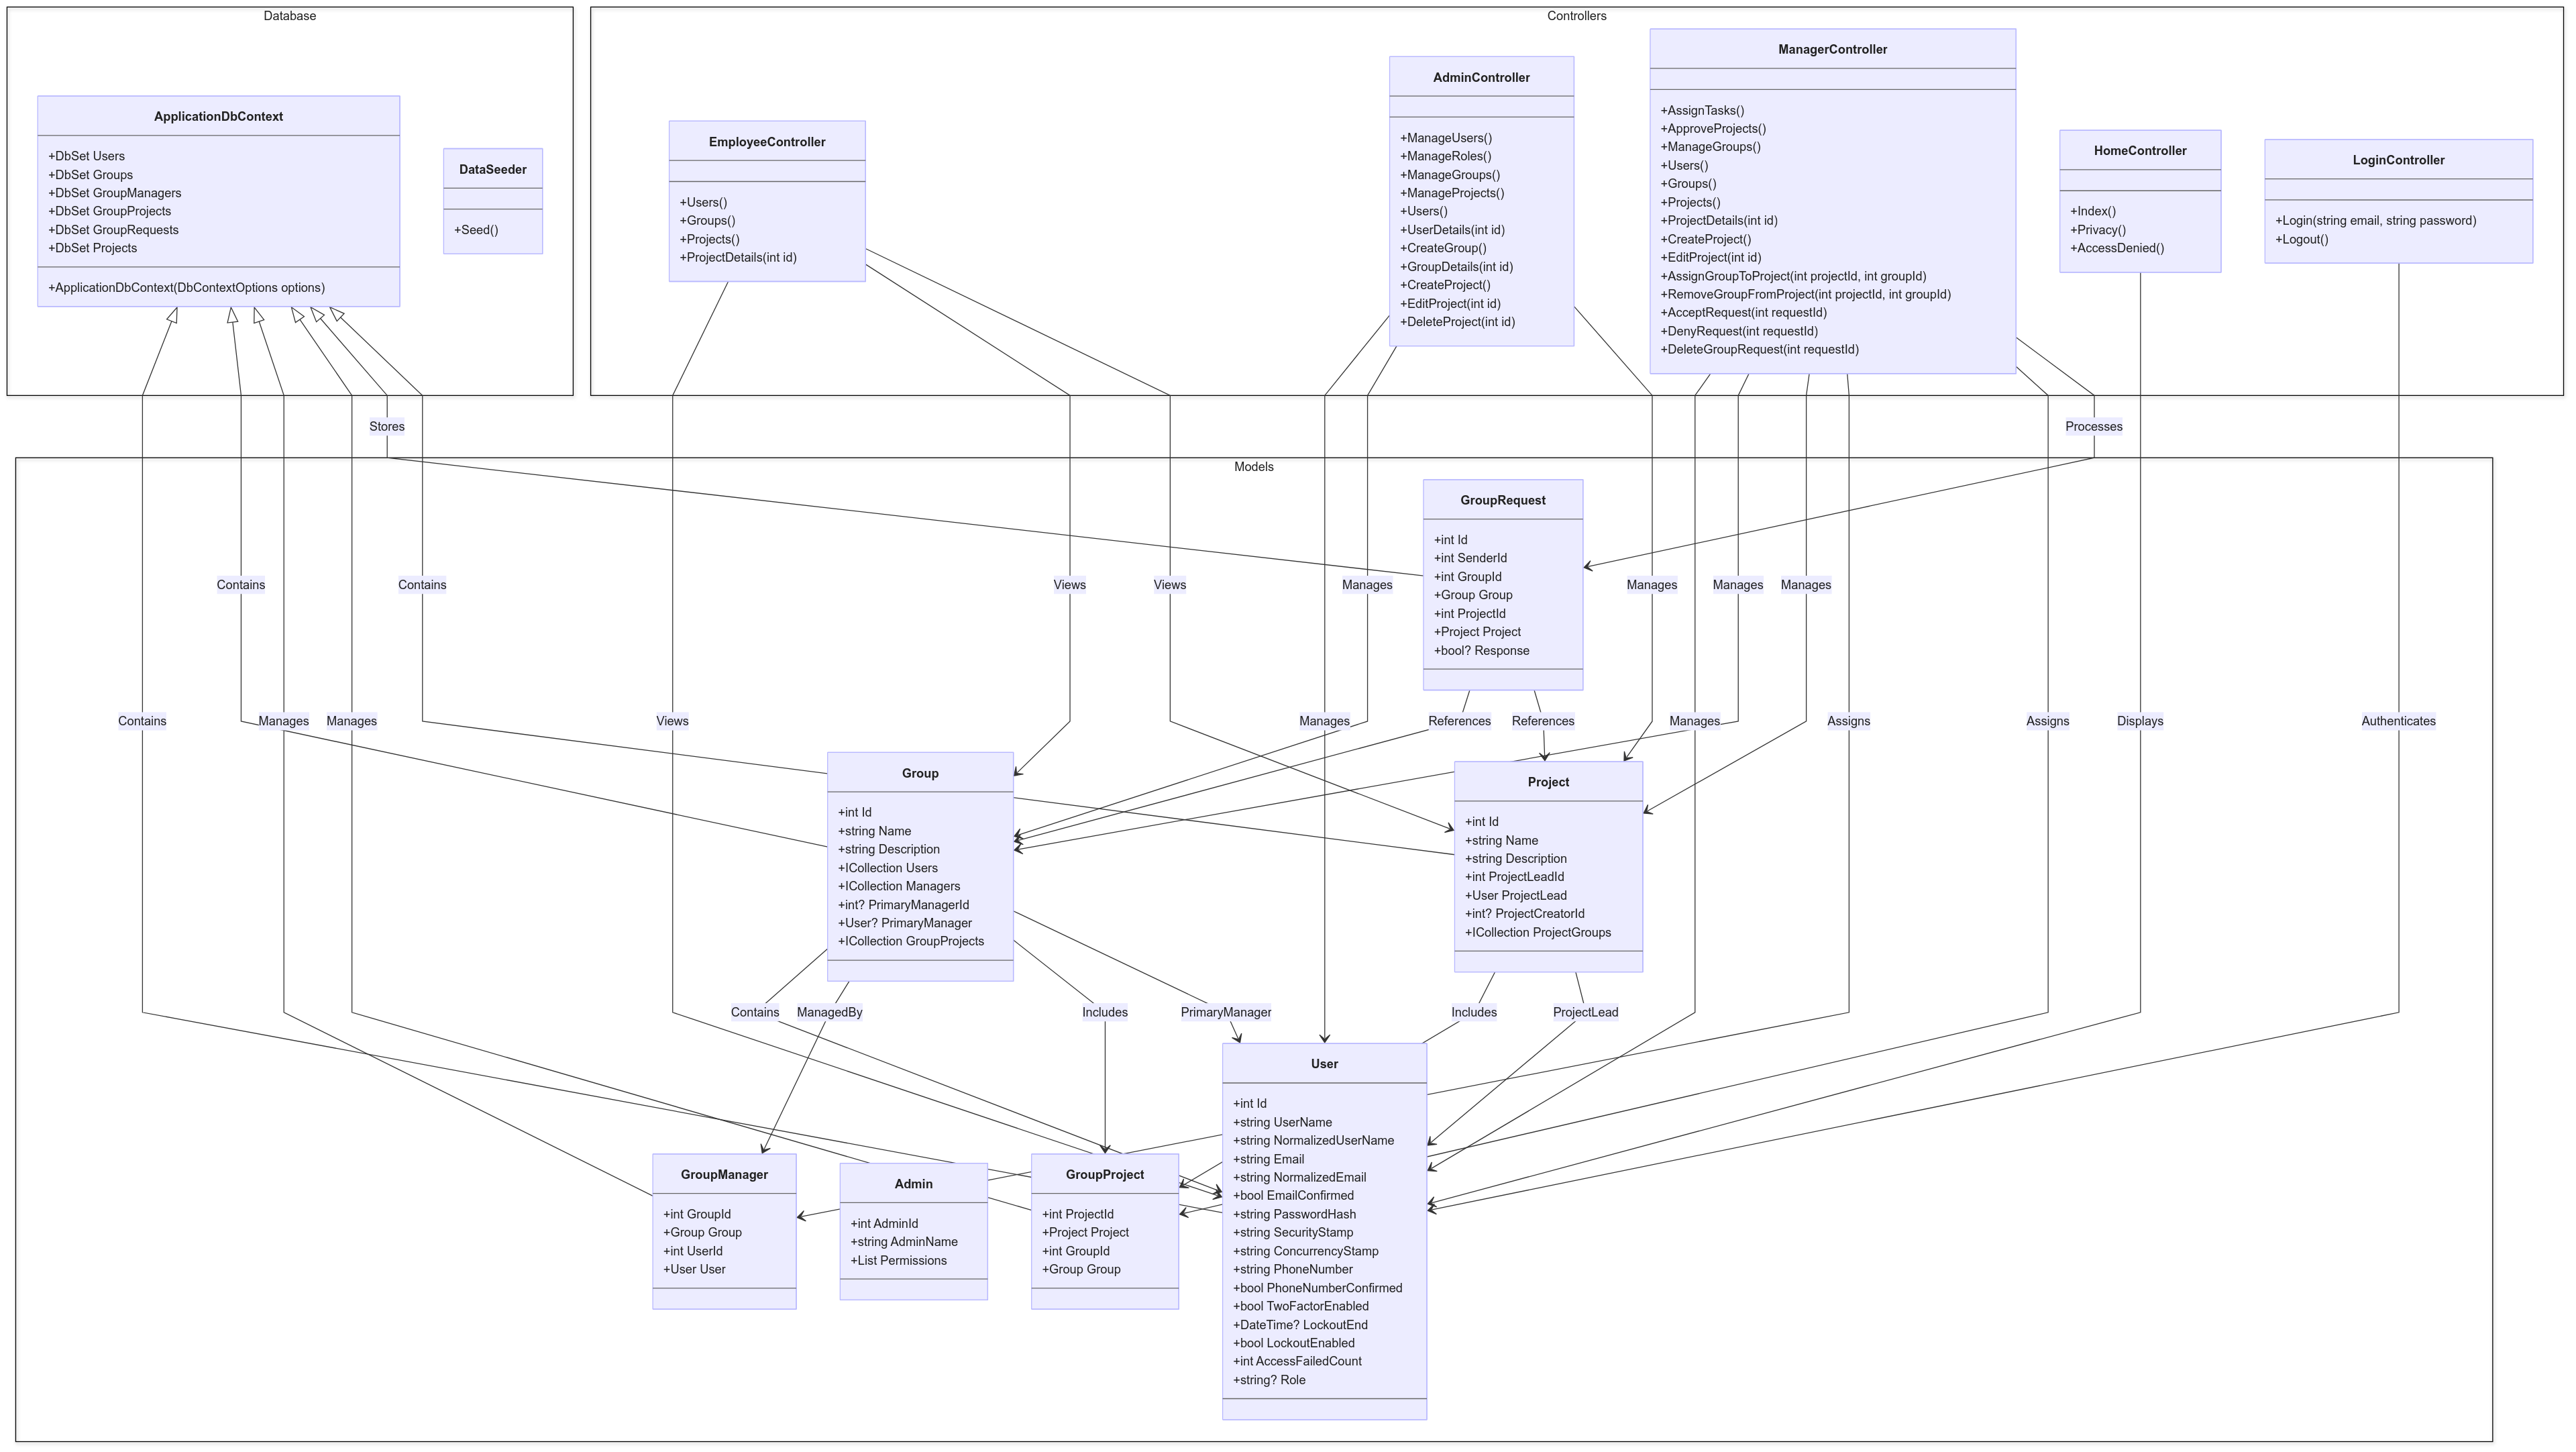 Database
ApplicationDbContext
+DbSet Users
+DbSet Groups
+DbSet GroupManagers
+DbSet GroupProjects
+DbSet GroupRequests
+DbSet Projects
+ApplicationDbContext(DbContextOptions options)
DataSeeder
+Seed()
Controllers
EmployeeController
+Users()
+Groups()
+Projects()
+ProjectDetails(int id)
AdminController
+ManageUsers()
+ManageRoles()
+ManageGroups()
+ManageProjects()
+Users()
+UserDetails(int id)
+CreateGroup()
+GroupDetails(int id)
+CreateProject()
+EditProject(int id)
+DeleteProject(int id)
ManagerController
+AssignTasks()
+ApproveProjects()
+ManageGroups()
+Users()
+Groups()
+Projects()
+ProjectDetails(int id)
+CreateProject()
+EditProject(int id)
+AssignGroupToProject(int projectId, int groupId)
+RemoveGroupFromProject(int projectId, int groupId)
+AcceptRequest(int requestId)
+DenyRequest(int requestId)
+DeleteGroupRequest(int requestId)
HomeController
+Index()
+Privacy()
+AccessDenied()
LoginController
+Login(string email, string password)
+Logout()
Stores
Processes
Models
GroupRequest
+int Id
+int SenderId
+int GroupId
+Group Group
+int ProjectId
+Project Project
+bool? Response
Contains
Contains
Views
Views
Manages
Manages
Manages
Manages
Contains
Manages
Manages
Views
Manages
References
References
Manages
Assigns
Assigns
Displays
Authenticates
Group
+int Id
+string Name
+string Description
+ICollection Users
+ICollection Managers
+int? PrimaryManagerId
+User? PrimaryManager
+ICollection GroupProjects
Project
+int Id
+string Name
+string Description
+int ProjectLeadId
+User ProjectLead
+int? ProjectCreatorId
+ICollection ProjectGroups
Contains
ManagedBy
Includes
PrimaryManager
Includes
ProjectLead
GroupManager
+int GroupId
+Group Group
+int UserId
+User User
Admin
+int AdminId
+string AdminName
+List Permissions
GroupProject
+int ProjectId
+Project Project
+int GroupId
+Group Group
User
+int Id
+string UserName
+string NormalizedUserName
+string Email
+string NormalizedEmail
+bool EmailConfirmed
+string PasswordHash
+string SecurityStamp
+string ConcurrencyStamp
+string PhoneNumber
+bool PhoneNumberConfirmed
+bool TwoFactorEnabled
+DateTime? LockoutEnd
+bool LockoutEnabled
+int AccessFailedCount
+string? Role